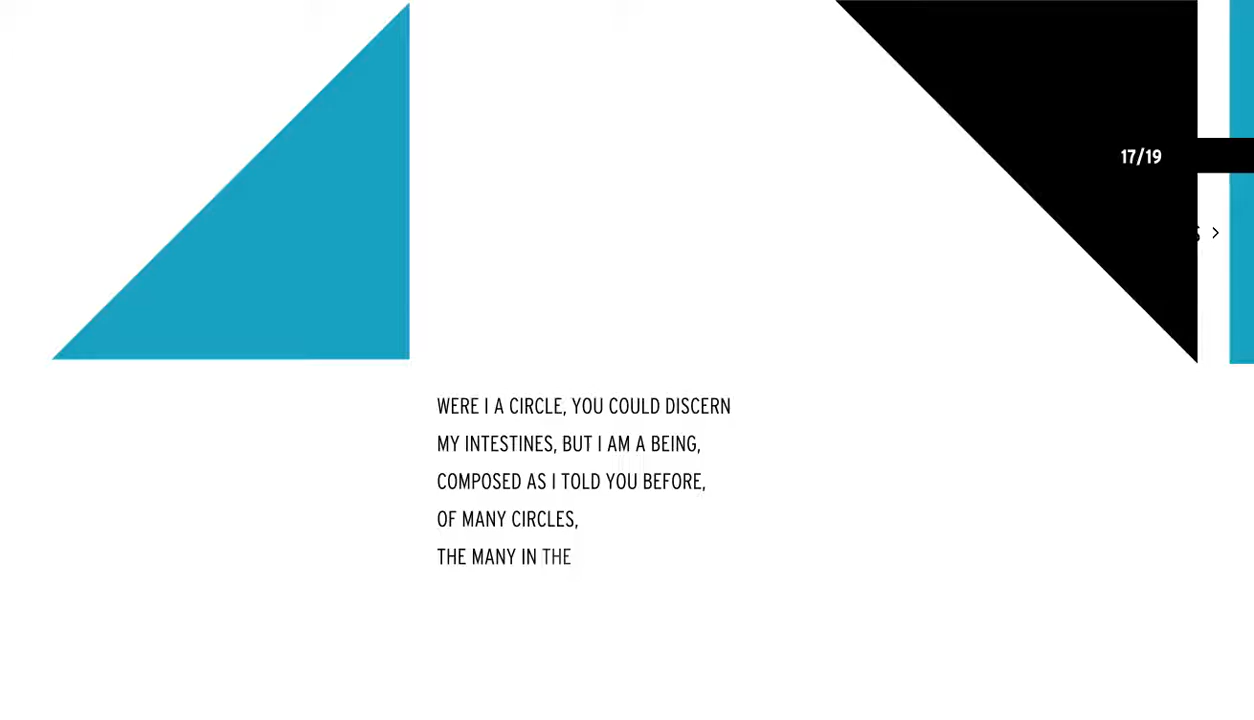 17/19
>
WERE I A CIRCLE, YOU COULD DISCERN
MY INTESTINES, BUT I AM A BEING,
COMPOSED AS I TOLD YOU BEFORE,
OF MANY CIRCLES,
THE MANY IN THE